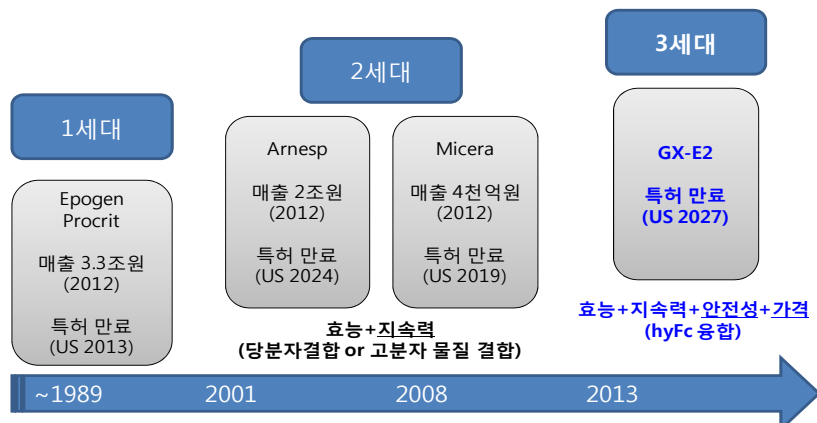 1세대
Epogen
Procrit
매출 3.3조원
(2012)
특허 만료
(US 2013)
2세대
Arnesp
매출 2조원
(2012)
특허 만료
(US 2024)
Micera
매출 4천억원
(2012)
특허 만료
(US 2019)
효능+지속력
(당분자결합 or 고분자 물질 결합)
3세대
GX-E2
특허 만료
(US 2027)
효능+지속력+안전성+가격
(hyFc 융합)
~1989 2001 2008 2013